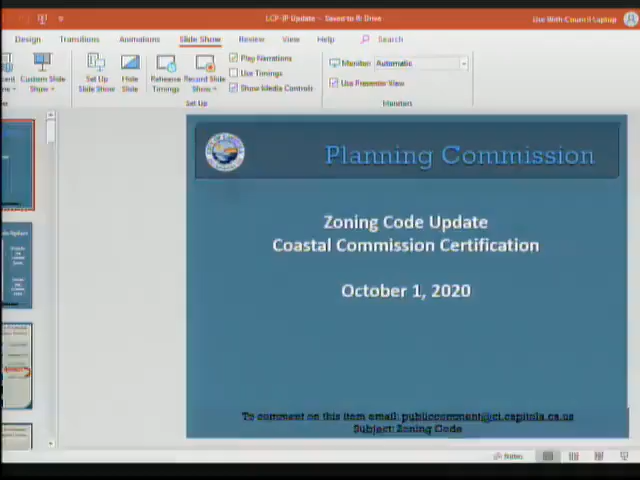 LCP-IP Update - Saved to R: Drive
Use With Council Laptop
Design Transitions Animations Slide Show Review View Help Search
Custom Slide
Show
Set Up
Slide Show
Hide
Slide
Rehearse
Timings
Record Slide
Show
Play Narrations
Use Timings
Show Media Controls
Set Up
Monitor: Automatic
Use Presenter View
Monitors
Planning Commission
Zoning Code Update
Coastal Commission Certification
October 1, 2020
To comment on this item email: publiccomment@ci.capitola.ca.us
Subject: Zoning Code
Notes